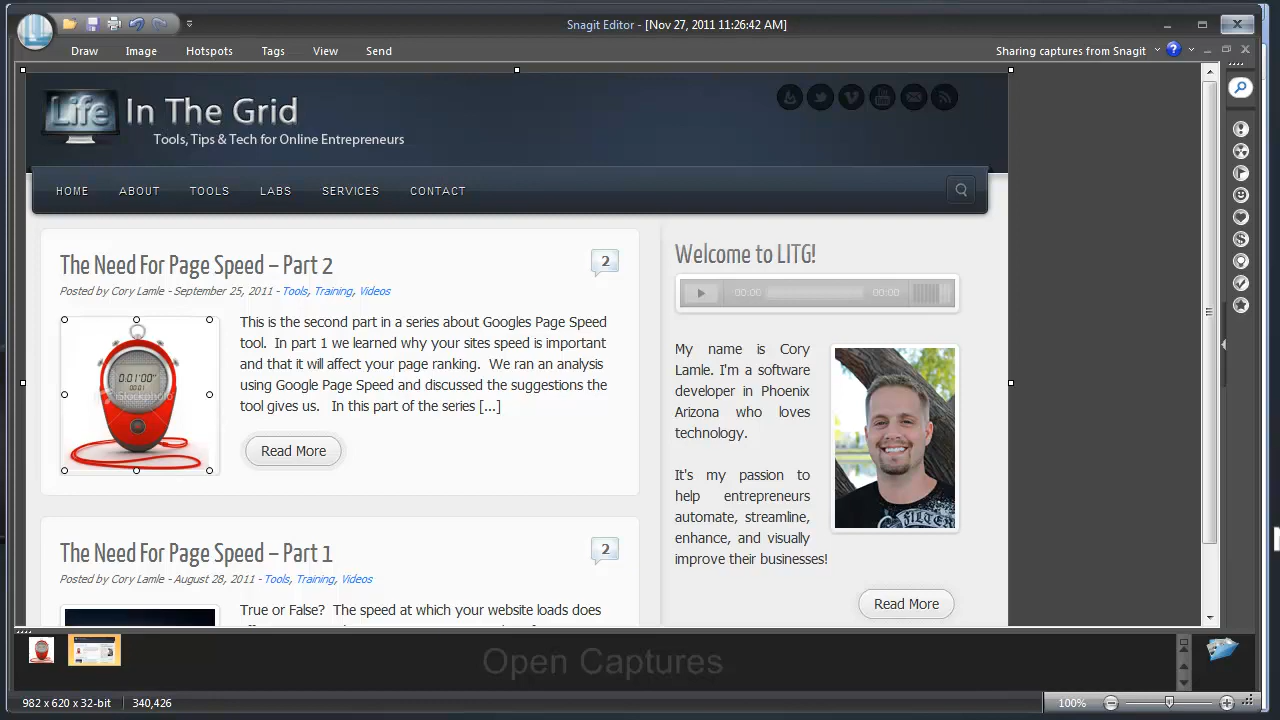 Snagit Editor - [Nov 27, 2011 11:26:42 AM]
Draw Image Hotspots Tags View Send
Sharing captures from Snagit
Life In The Grid
Tools, Tips & Tech for Online Entrepreneurs
HOME ABOUT TOOLS LABS SERVICES CONTACT
The Need For Page Speed – Part 2
2
Posted by Cory Lamle - September 25, 2011 - Tools, Training, Videos
This is the second part in a series about Googles Page Speed
tool. In part 1 we learned why your sites speed is important
and that it will affect your page ranking. We ran an analysis
using Google Page Speed and discussed the suggestions the
tool gives us. In this part of the series [...]
0:01'00"
00:01
iStockphoto
Read More
The Need For Page Speed – Part 1
2
Posted by Cory Lamle - August 28, 2011 - Tools, Training, Videos
True or False? The speed at which your website loads does
Welcome to LITG!
00:00 00:00
My name is Cory
Lamle. I'm a software
developer in Phoenix
Arizona who loves
technology.
It's my passion to
help entrepreneurs
automate, streamline,
enhance, and visually
improve their businesses!
FILTER
Read More
Open Captures
982 x 620 x 32-bit 340,426
100%